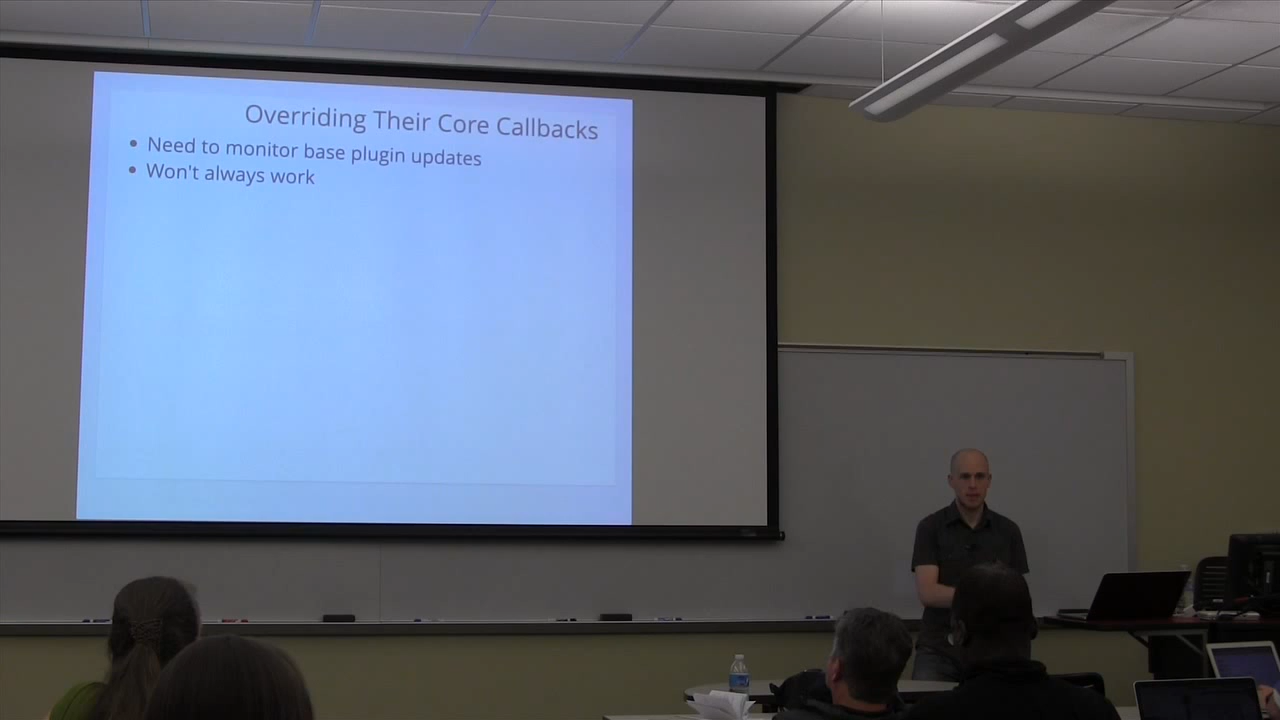 Overriding Their Core Callbacks
• Need to monitor base plugin updates
• Won't always work